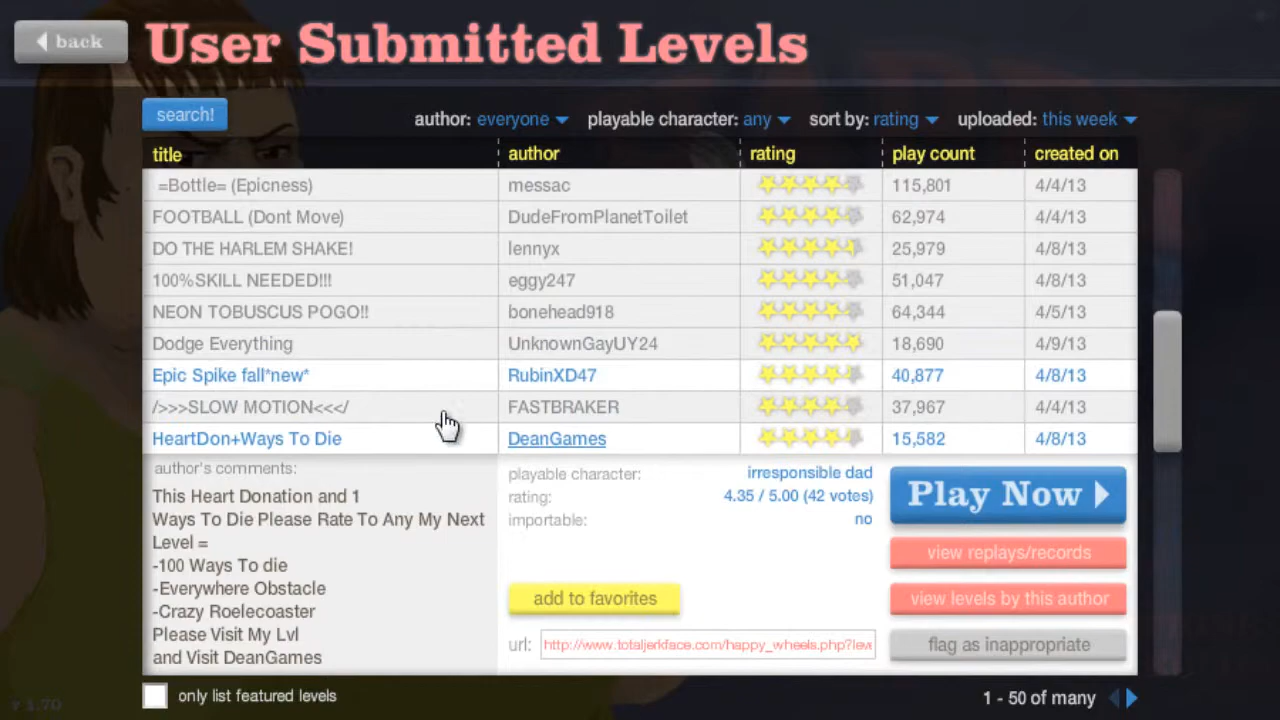 back
User Submitted Levels
search!
author: everyone playable character: any sort by: rating uploaded: this week
title author rating play count created on
=Bottle= (Epicness) messac 115,801 4/4/13
FOOTBALL (Dont Move) DudeFromPlanetToilet 62,974 4/4/13
DO THE HARLEM SHAKE! lennyx 25,979 4/8/13
100%SKILL NEEDED!!! eggy247 51,047 4/8/13
NEON TOBUSCUS POGO!! bonehead918 64,344 4/5/13
Dodge Everything UnknownGayUY24 18,690 4/9/13
Epic Spike fall*new* RubinXD47 40,877 4/8/13
/>>>SLOW MOTION<<</ FASTBRAKER 37,967 4/4/13
HeartDon+Ways To Die DeanGames 15,582 4/8/13
author's comments:
This Heart Donation and 1
Ways To Die Please Rate To Any My Next
Level =
-100 Ways To die
-Everywhere Obstacle
-Crazy Roelecoaster
Please Visit My Lvl
and Visit DeanGames
playable character: irresponsible dad
rating: 4.35 / 5.00 (42 votes)
importable: no
add to favorites
url: http://www.totaljerkface.com/happy_wheels.php?leve
Play Now
view replays/records
view levels by this author
flag as inappropriate
v 1.70
only list featured levels
1 - 50 of many